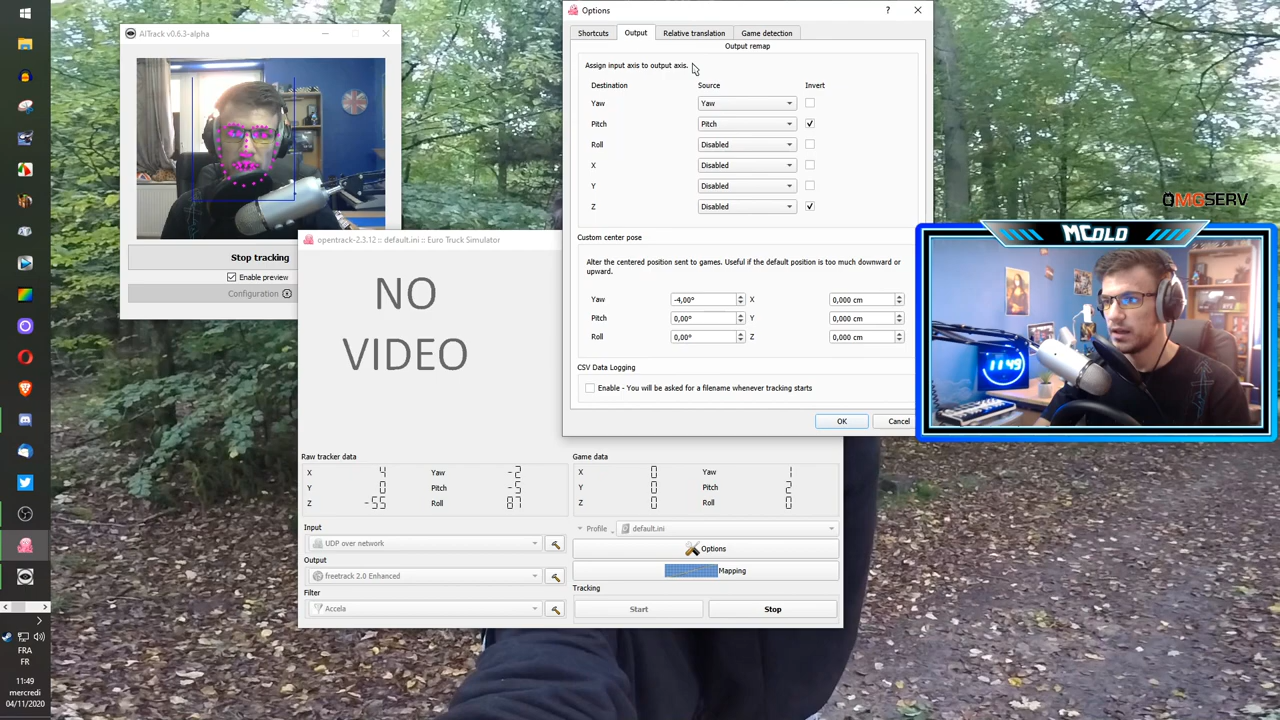 AITrack v0.6.3-alpha
Stop tracking
Enable preview
Configuration
Options
Shortcuts
Output
Relative translation
Game detection
Output remap
Assign input axis to output axis.
Destination
Source
Invert
Yaw
Yaw
Pitch
Pitch
Roll
Disabled
X
Disabled
Y
Disabled
Z
Disabled
Custom center pose
Alter the centered position sent to games. Useful if the default position is too much downward or
upward.
Yaw
-4,00°
X
0,000 cm
Pitch
0,00°
Y
0,000 cm
Roll
0,00°
Z
0,000 cm
CSV Data Logging
Enable - You will be asked for a filename whenever tracking starts
OK
Cancel
OMGSERV
MCOLO
11:49
opentrack-2.3.12 :: default.ini :: Euro Truck Simulator
NO
VIDEO
Raw tracker data
X 4 Yaw -2
Y 0 Pitch -5
Z -55 Roll 87
Game data
X 0 Yaw 1
Y 0 Pitch 2
Z 0 Roll 0
Input
UDP over network
Output
freetrack 2.0 Enhanced
Filter
Accela
Profile
default.ini
Options
Mapping
Tracking
Start
Stop
FRA
FR
11:49
mercredi
04/11/2020